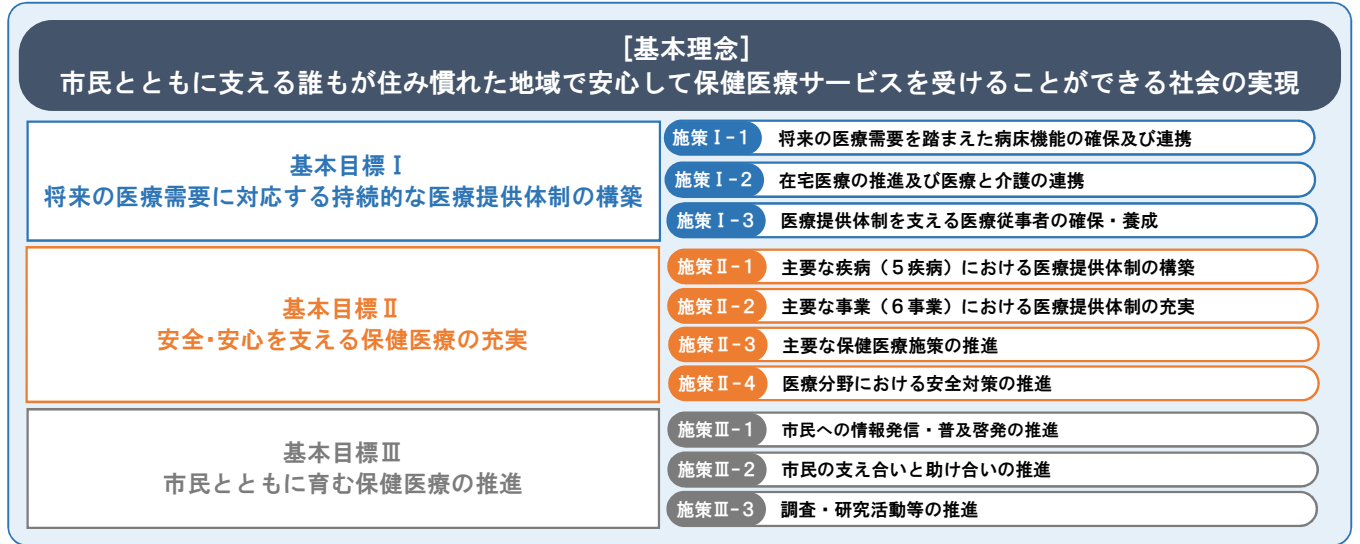 [基本理念]
市民とともに支える誰もが住み慣れた地域で安心して保健医療サービスを受けることができる社会の実現
基本目標Ⅰ
将来の医療需要に対応する持続的な医療提供体制の構築
施策Ⅰ-1 将来の医療需要を踏まえた病床機能の確保及び連携
施策Ⅰ-2 在宅医療の推進及び医療と介護の連携
施策Ⅰ-3 医療提供体制を支える医療従事者の確保・養成
基本目標Ⅱ
安全・安心を支える保健医療の充実
施策Ⅱ-1 主要な疾病（５疾病）における医療提供体制の構築
施策Ⅱ-2 主要な事業（６事業）における医療提供体制の充実
施策Ⅱ-3 主要な保健医療施策の推進
施策Ⅱ-4 医療分野における安全対策の推進
基本目標Ⅲ
市民とともに育む保健医療の推進
施策Ⅲ-1 市民への情報発信・普及啓発の推進
施策Ⅲ-2 市民の支え合いと助け合いの推進
施策Ⅲ-3 調査・研究活動等の推進